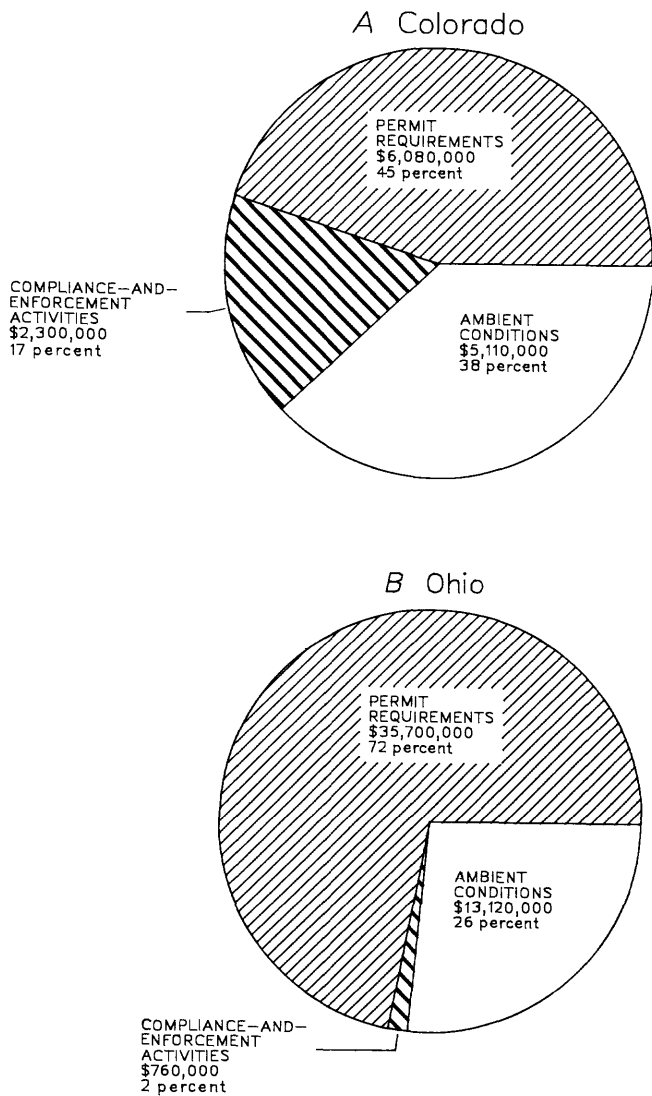 A Colorado
PERMIT
REQUIREMENTS
$6,080,000
45 percent
COMPLIANCE—AND—
ENFORCEMENT
ACTIVITIES
$2,300,000
17 percent
AMBIENT
CONDITIONS
$5,110,000
38 percent
B Ohio
PERMIT
REQUIREMENTS
$35,700,000
72 percent
AMBIENT
CONDITIONS
$13,120,000
26 percent
COMPLIANCE—AND—
ENFORCEMENT
ACTIVITIES
$760,000
2 percent